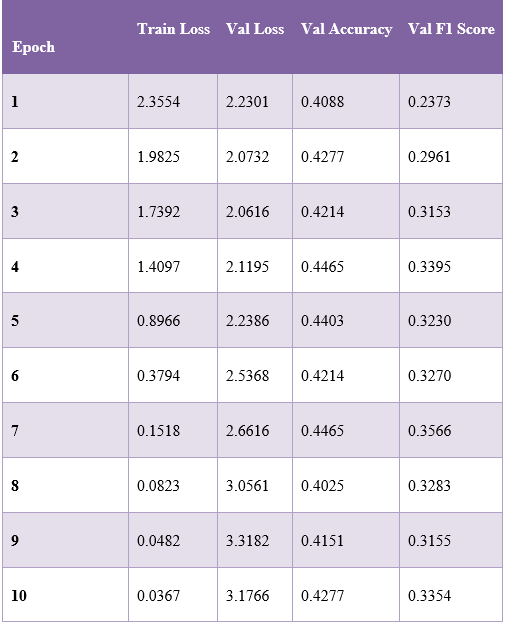 Epoch Train Loss Val Loss Val Accuracy Val F1 Score
1 2.3554 2.2301 0.4088 0.2373
2 1.9825 2.0732 0.4277 0.2961
3 1.7392 2.0616 0.4214 0.3153
4 1.4097 2.1195 0.4465 0.3395
5 0.8966 2.2386 0.4403 0.3230
6 0.3794 2.5368 0.4214 0.3270
7 0.1518 2.6616 0.4465 0.3566
8 0.0823 3.0561 0.4025 0.3283
9 0.0482 3.3182 0.4151 0.3155
10 0.0367 3.1766 0.4277 0.3354